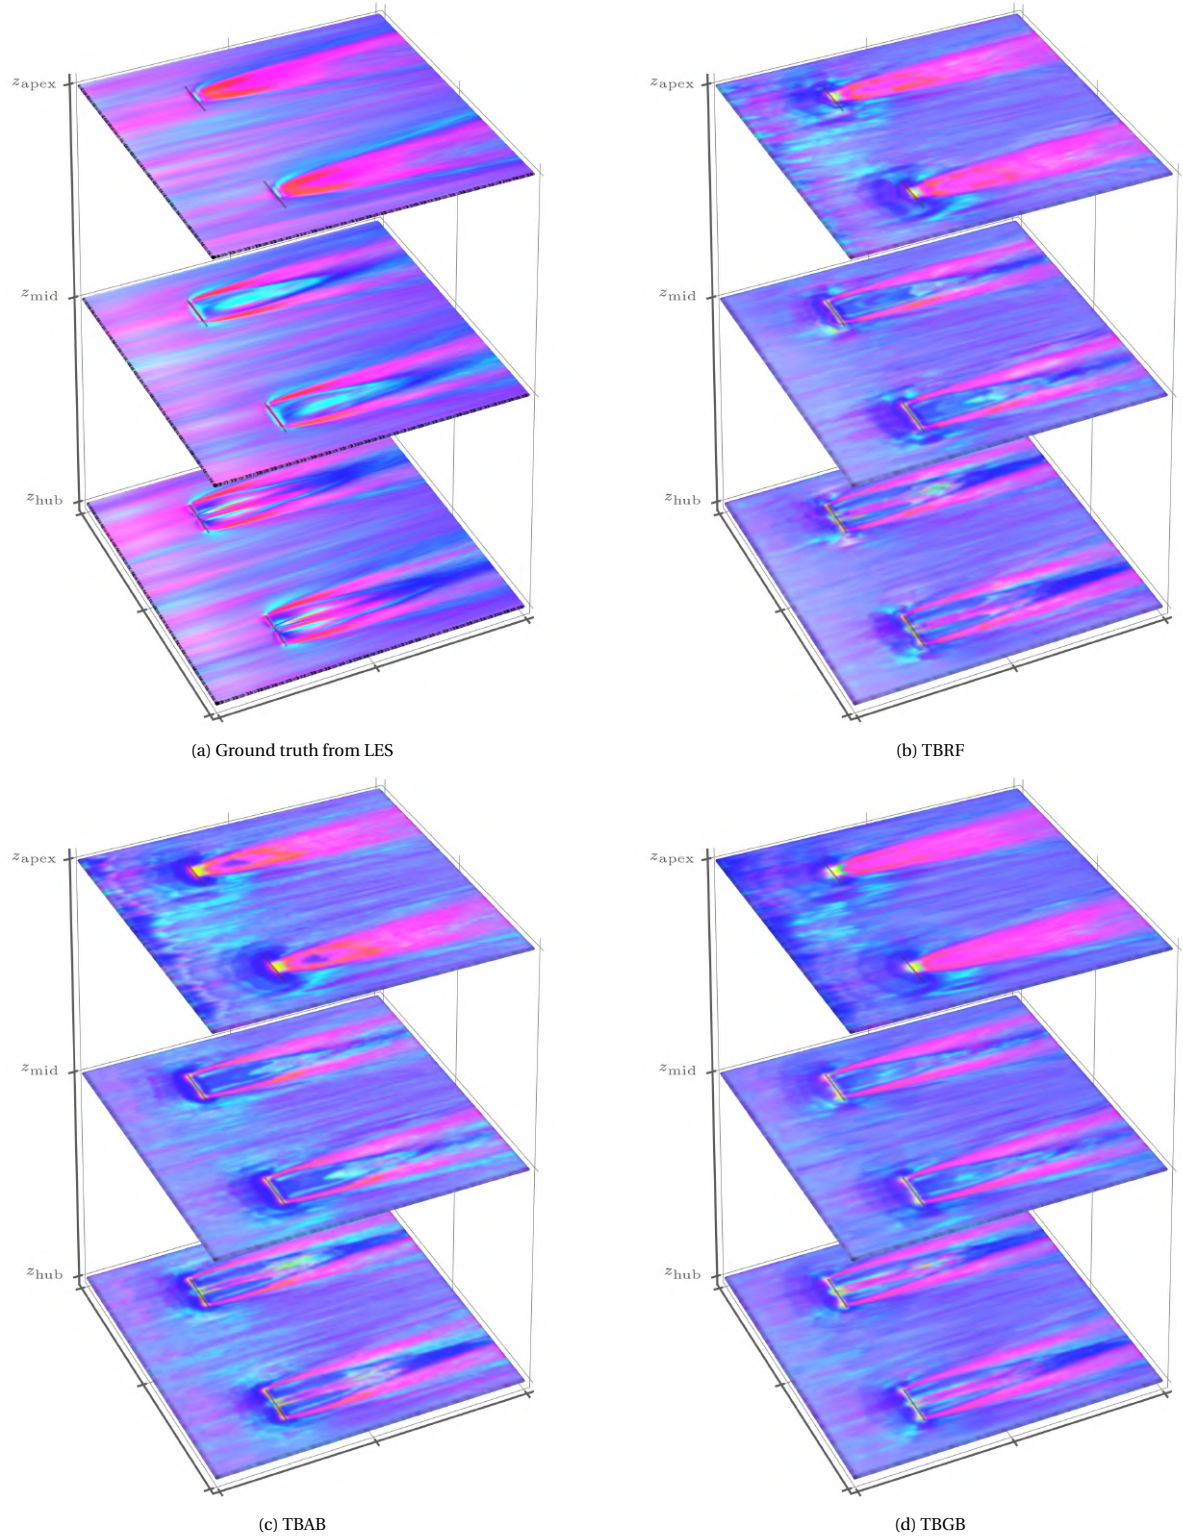 z_apex
z_mid
z_hub
(a) Ground truth from LES
z_apex
z_mid
z_hub
(b) TBRF
z_apex
z_mid
z_hub
(c) TBAB
z_apex
z_mid
z_hub
(d) TBGB